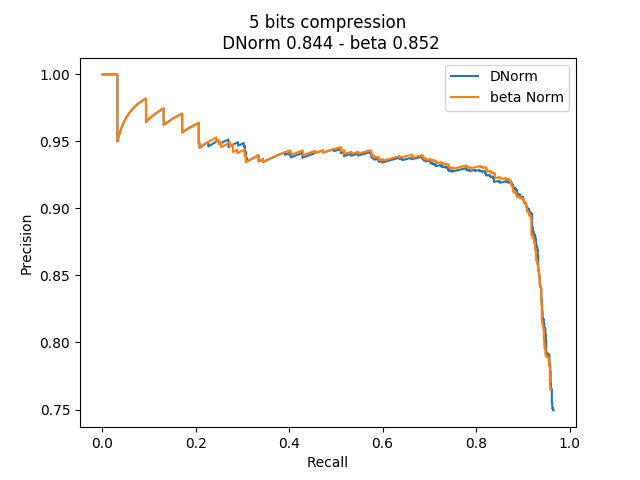 5 bits compression
DNorm 0.844 - beta 0.852
DNorm
beta Norm
1.00
0.95
0.90
0.85
0.80
0.75
Precision
0.0
0.2
0.4
0.6
0.8
1.0
Recall